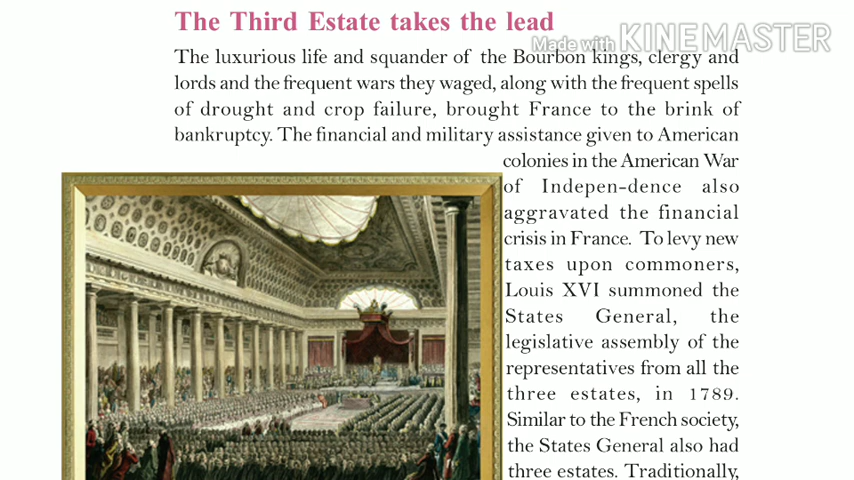 The Third Estate takes the lead
Made with KINEMASTER
The luxurious life and squander of the Bourbon kings, clergy and
lords and the frequent wars they waged, along with the frequent spells
of drought and crop failure, brought France to the brink of
bankruptcy. The financial and military assistance given to American
colonies in the American War
of Indepen-dence also
aggravated the financial
crisis in France. To levy new
taxes upon commoners,
Louis XVI summoned the
States General, the
legislative assembly of the
representatives from all the
three estates, in 1789.
Similar to the French society,
the States General also had
three estates. Traditionally,